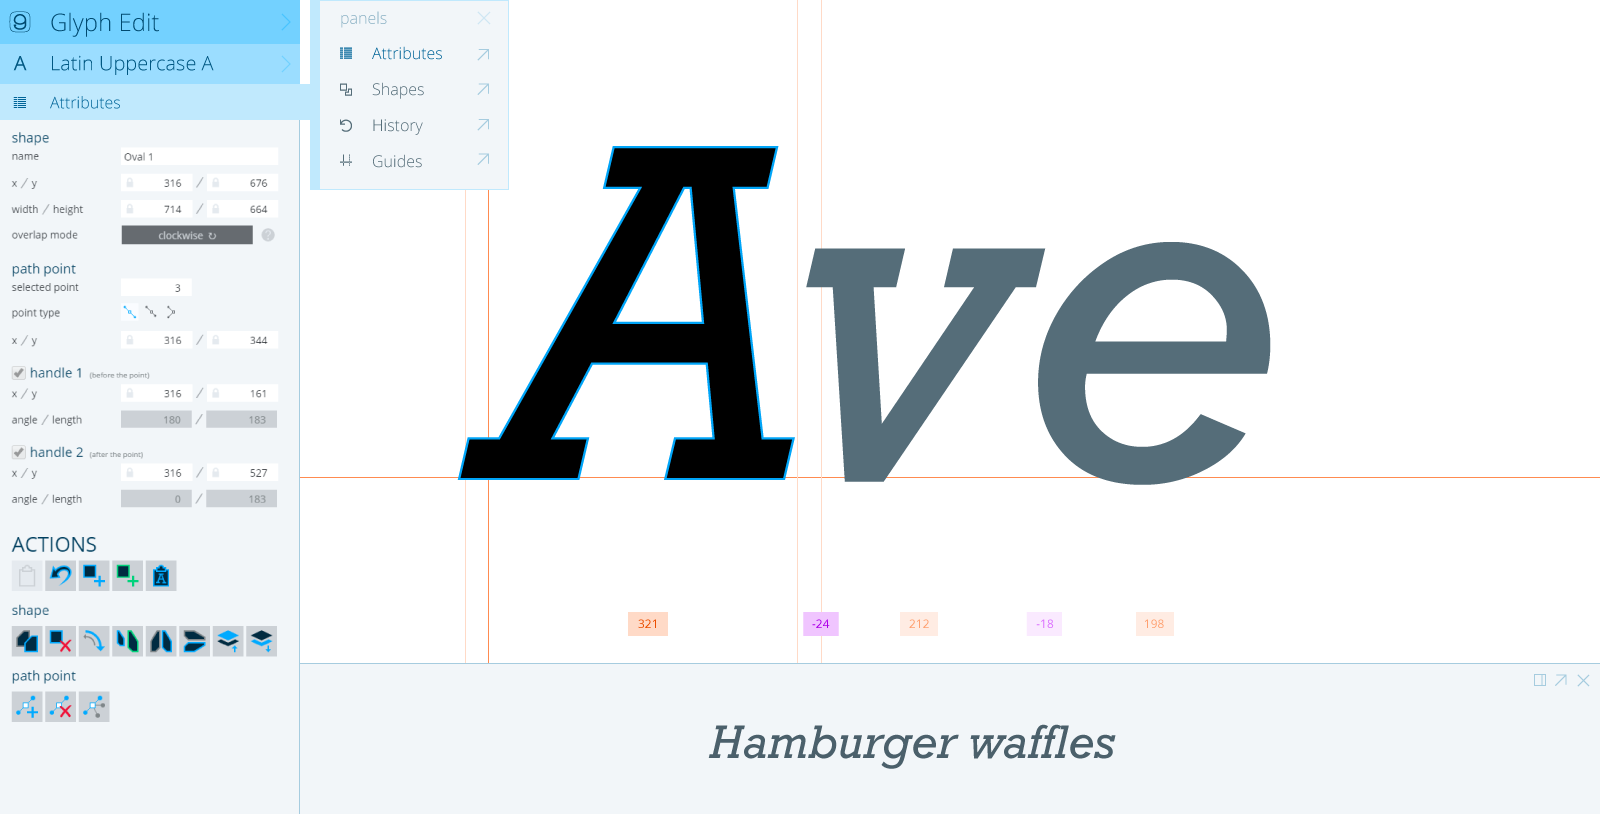 Glyph Edit
A Latin Uppercase A
Attributes
shape
name Oval 1
x / y 316 / 676
width / height 714 / 664
overlap mode clockwise ↻ ?
path point
selected point 3
point type
x / y 316 / 344
handle 1 (before the point)
x / y 316 / 161
angle / length 180 / 183
handle 2 (after the point)
x / y 316 / 527
angle / length 0 / 183
ACTIONS
A
shape
path point
panels
Attributes
Shapes
History
Guides
Ave
321 -24 212 -18 198
Hamburger waffles